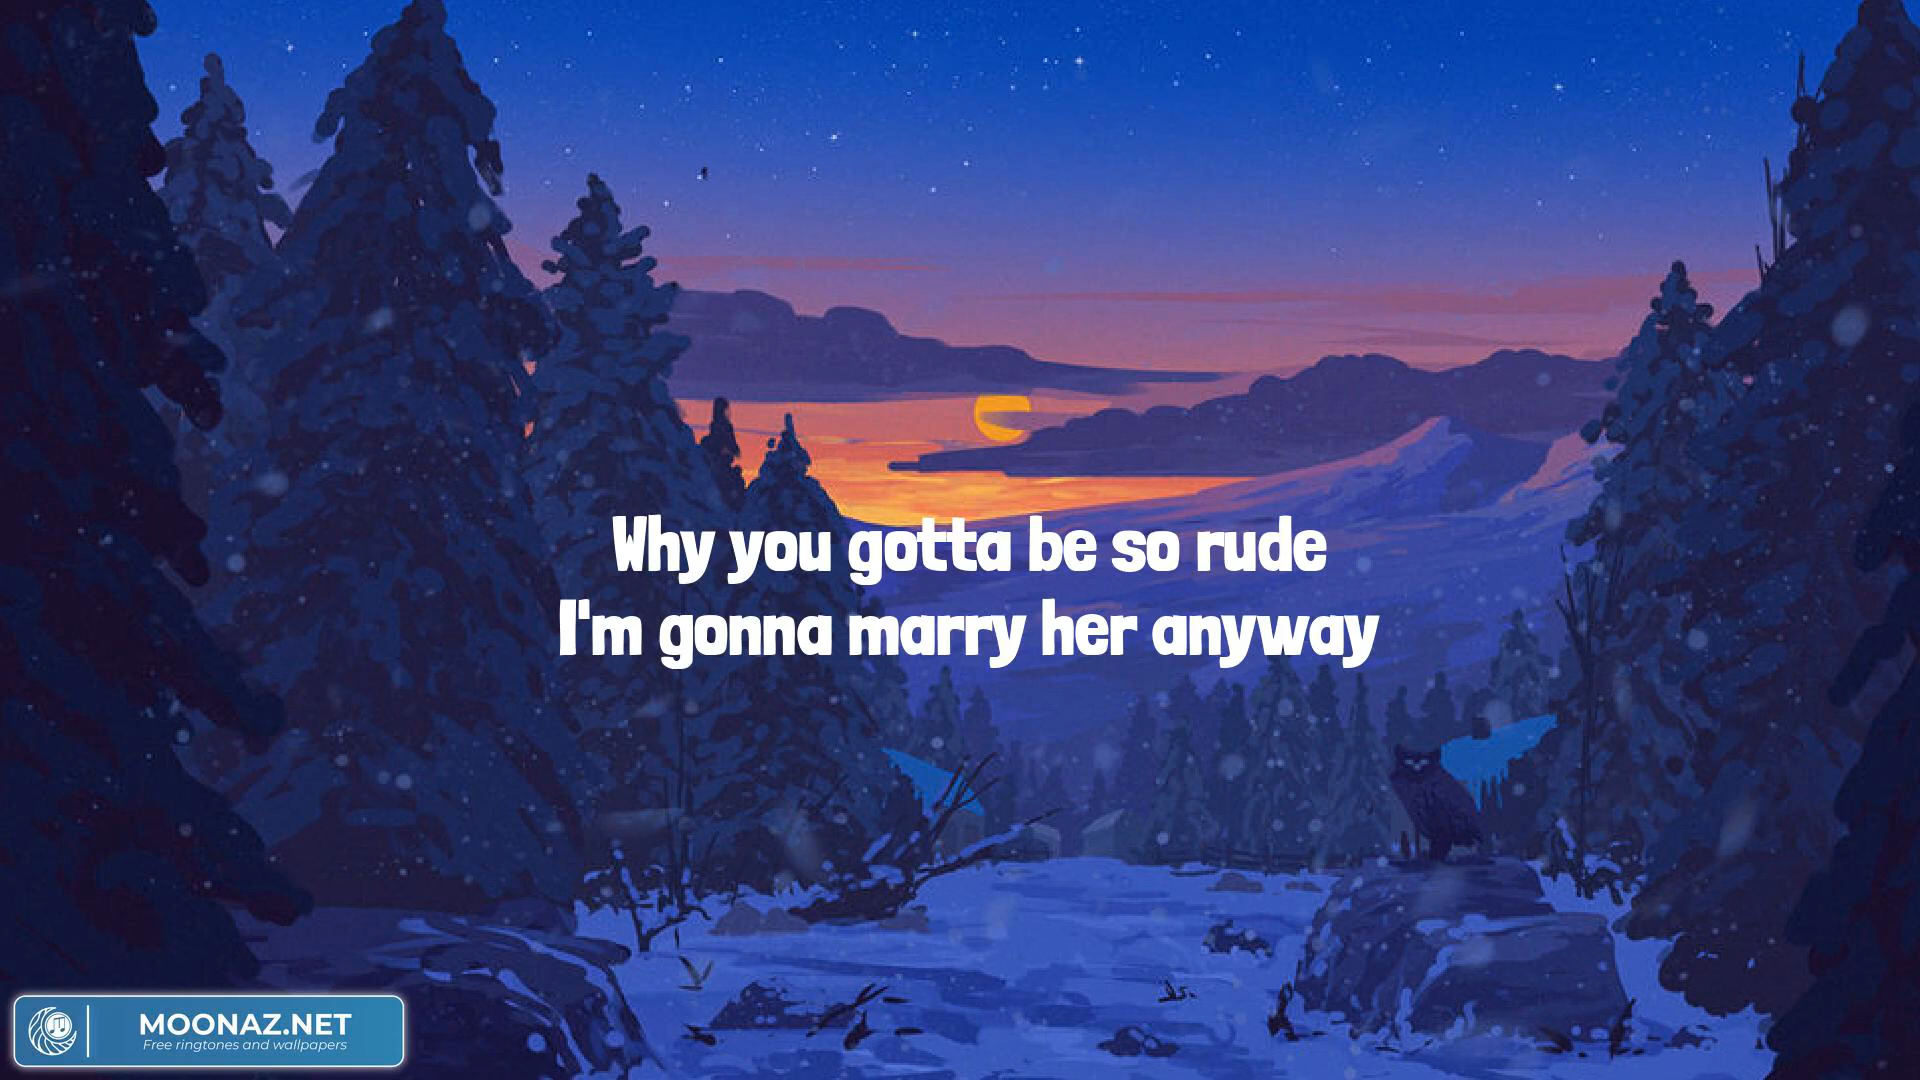 Why you gotta be so rude
I'm gonna marry her anyway
MOONAZ.NET
Free ringtones and wallpapers